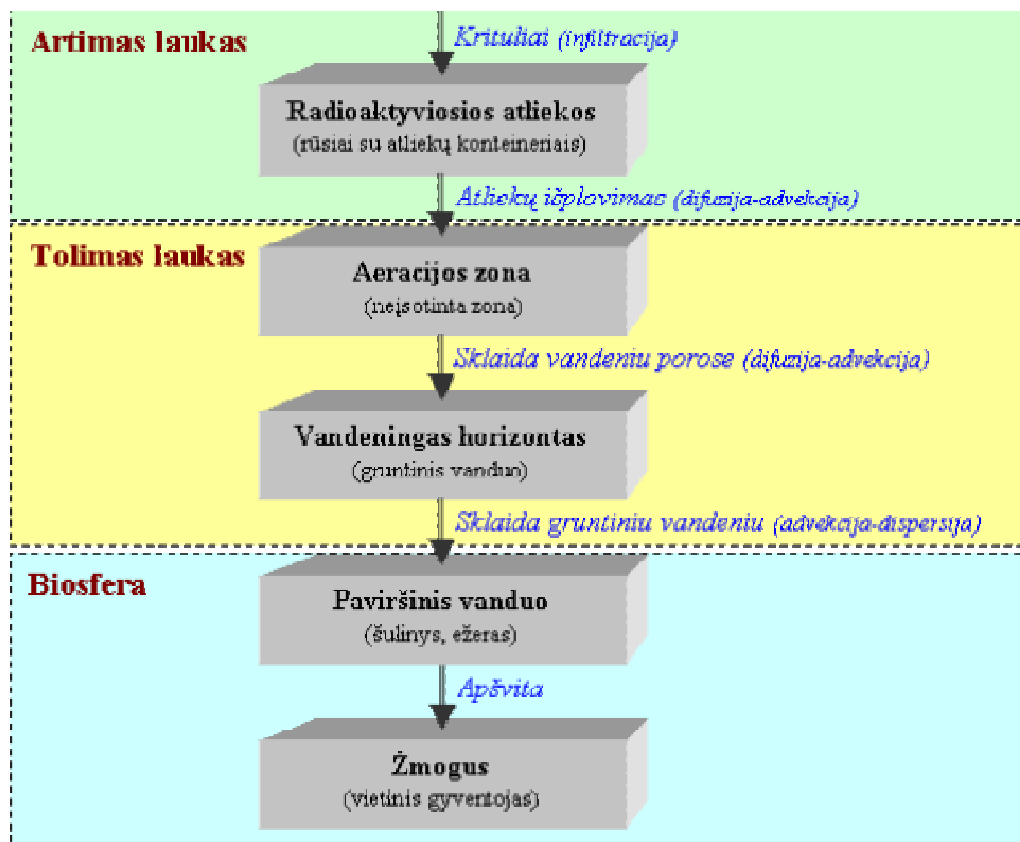 Artimas laukas
Krituliai (infiltracija)
Radioaktyviosios atliekos
(rūsiai su atliekų konteineriais)
Atliekų išplovimas (difuzija-advekcija)
Tolimas laukas
Aeracijos zona
(neįsotinta zona)
Sklaida vandeniu porose (difuzija-advekcija)
Vandeningas horizontas
(gruntinis vanduo)
Sklaida gruntiniu vandeniu (advekcija-dispersija)
Biosfera
Paviršinis vanduo
(šulinys, ežeras)
Apšvita
Žmogus
(vietinis gyventojas)